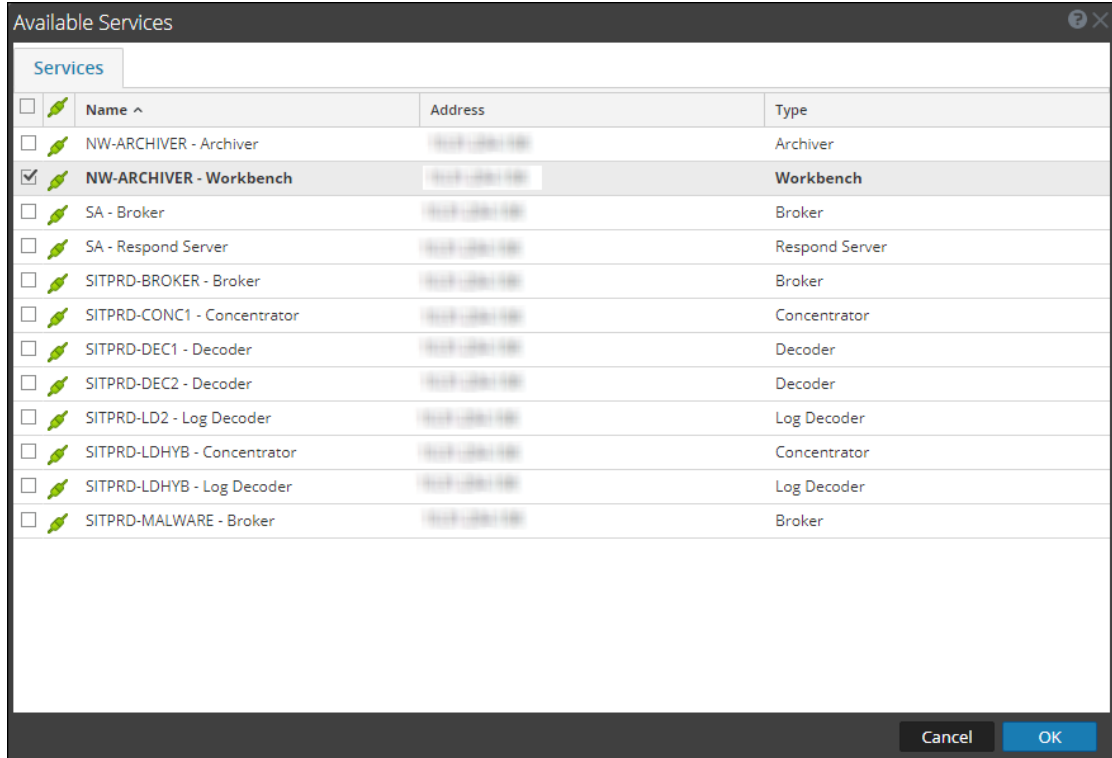 Available Services
Services
Name Address Type
NW-ARCHIVER - Archiver Archiver
NW-ARCHIVER - Workbench Workbench
SA - Broker Broker
SA - Respond Server Respond Server
SITPRD-BROKER - Broker Broker
SITPRD-CONC1 - Concentrator Concentrator
SITPRD-DEC1 - Decoder Decoder
SITPRD-DEC2 - Decoder Decoder
SITPRD-LD2 - Log Decoder Log Decoder
SITPRD-LDHYB - Concentrator Concentrator
SITPRD-LDHYB - Log Decoder Log Decoder
SITPRD-MALWARE - Broker Broker
Cancel OK